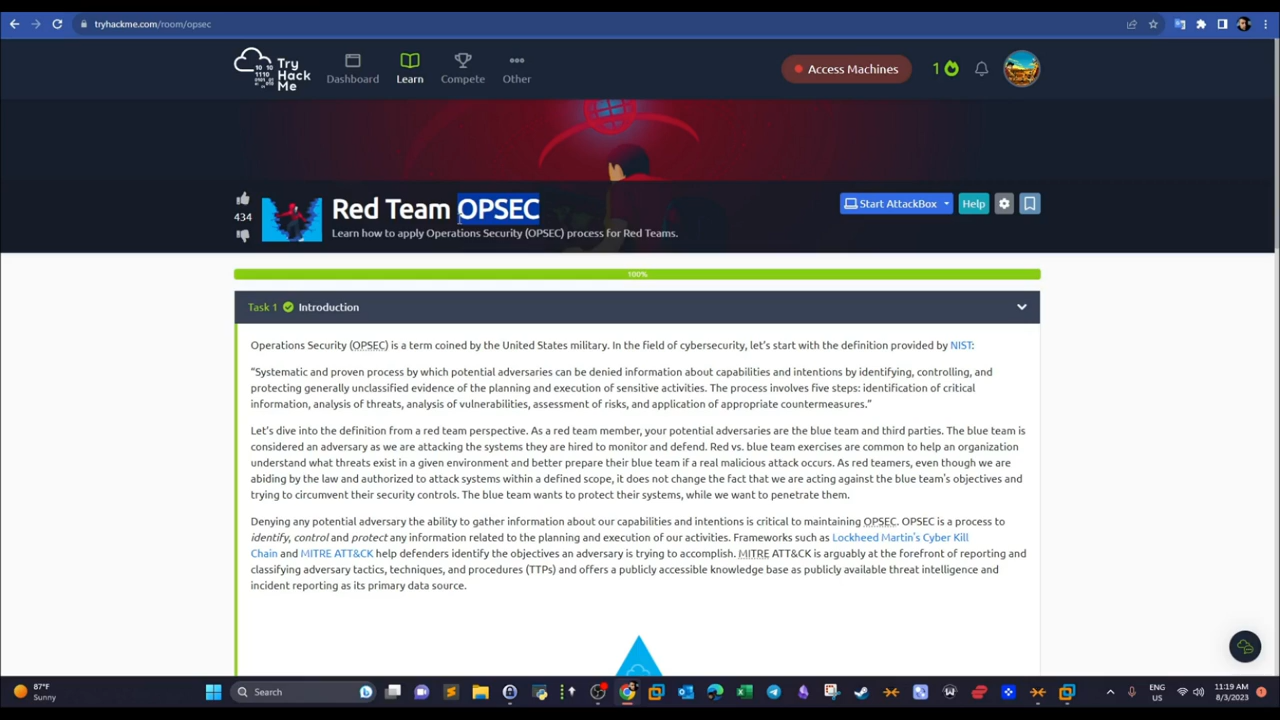 tryhackme.com/room/opsec
Try
Hack
Me
10 10
1110
0101 01
Dashboard
Learn
Compete
Other
Access Machines
1
434
Red Team OPSEC
Learn how to apply Operations Security (OPSEC) process for Red Teams.
Start AttackBox
Help
100%
Task 1
Introduction
Operations Security (OPSEC) is a term coined by the United States military. In the field of cybersecurity, let's start with the definition provided by NIST:
“Systematic and proven process by which potential adversaries can be denied information about capabilities and intentions by identifying, controlling, and
protecting generally unclassified evidence of the planning and execution of sensitive activities. The process involves five steps: identification of critical
information, analysis of threats, analysis of vulnerabilities, assessment of risks, and application of appropriate countermeasures.”
Let's dive into the definition from a red team perspective. As a red team member, your potential adversaries are the blue team and third parties. The blue team is
considered an adversary as we are attacking the systems they are hired to monitor and defend. Red vs. blue team exercises are common to help an organization
understand what threats exist in a given environment and better prepare their blue team if a real malicious attack occurs. As red teamers, even though we are
abiding by the law and authorized to attack systems within a defined scope, it does not change the fact that we are acting against the blue team's objectives and
trying to circumvent their security controls. The blue team wants to protect their systems, while we want to penetrate them.
Denying any potential adversary the ability to gather information about our capabilities and intentions is critical to maintaining OPSEC. OPSEC is a process to
identify, control and protect any information related to the planning and execution of our activities. Frameworks such as Lockheed Martin's Cyber Kill
Chain and MITRE ATT&CK help defenders identify the objectives an adversary is trying to accomplish. MITRE ATT&CK is arguably at the forefront of reporting and
classifying adversary tactics, techniques, and procedures (TTPs) and offers a publicly accessible knowledge base as publicly available threat intelligence and
incident reporting as its primary data source.
87°F
Sunny
Search
ENG
US
11:19 AM
8/3/2023